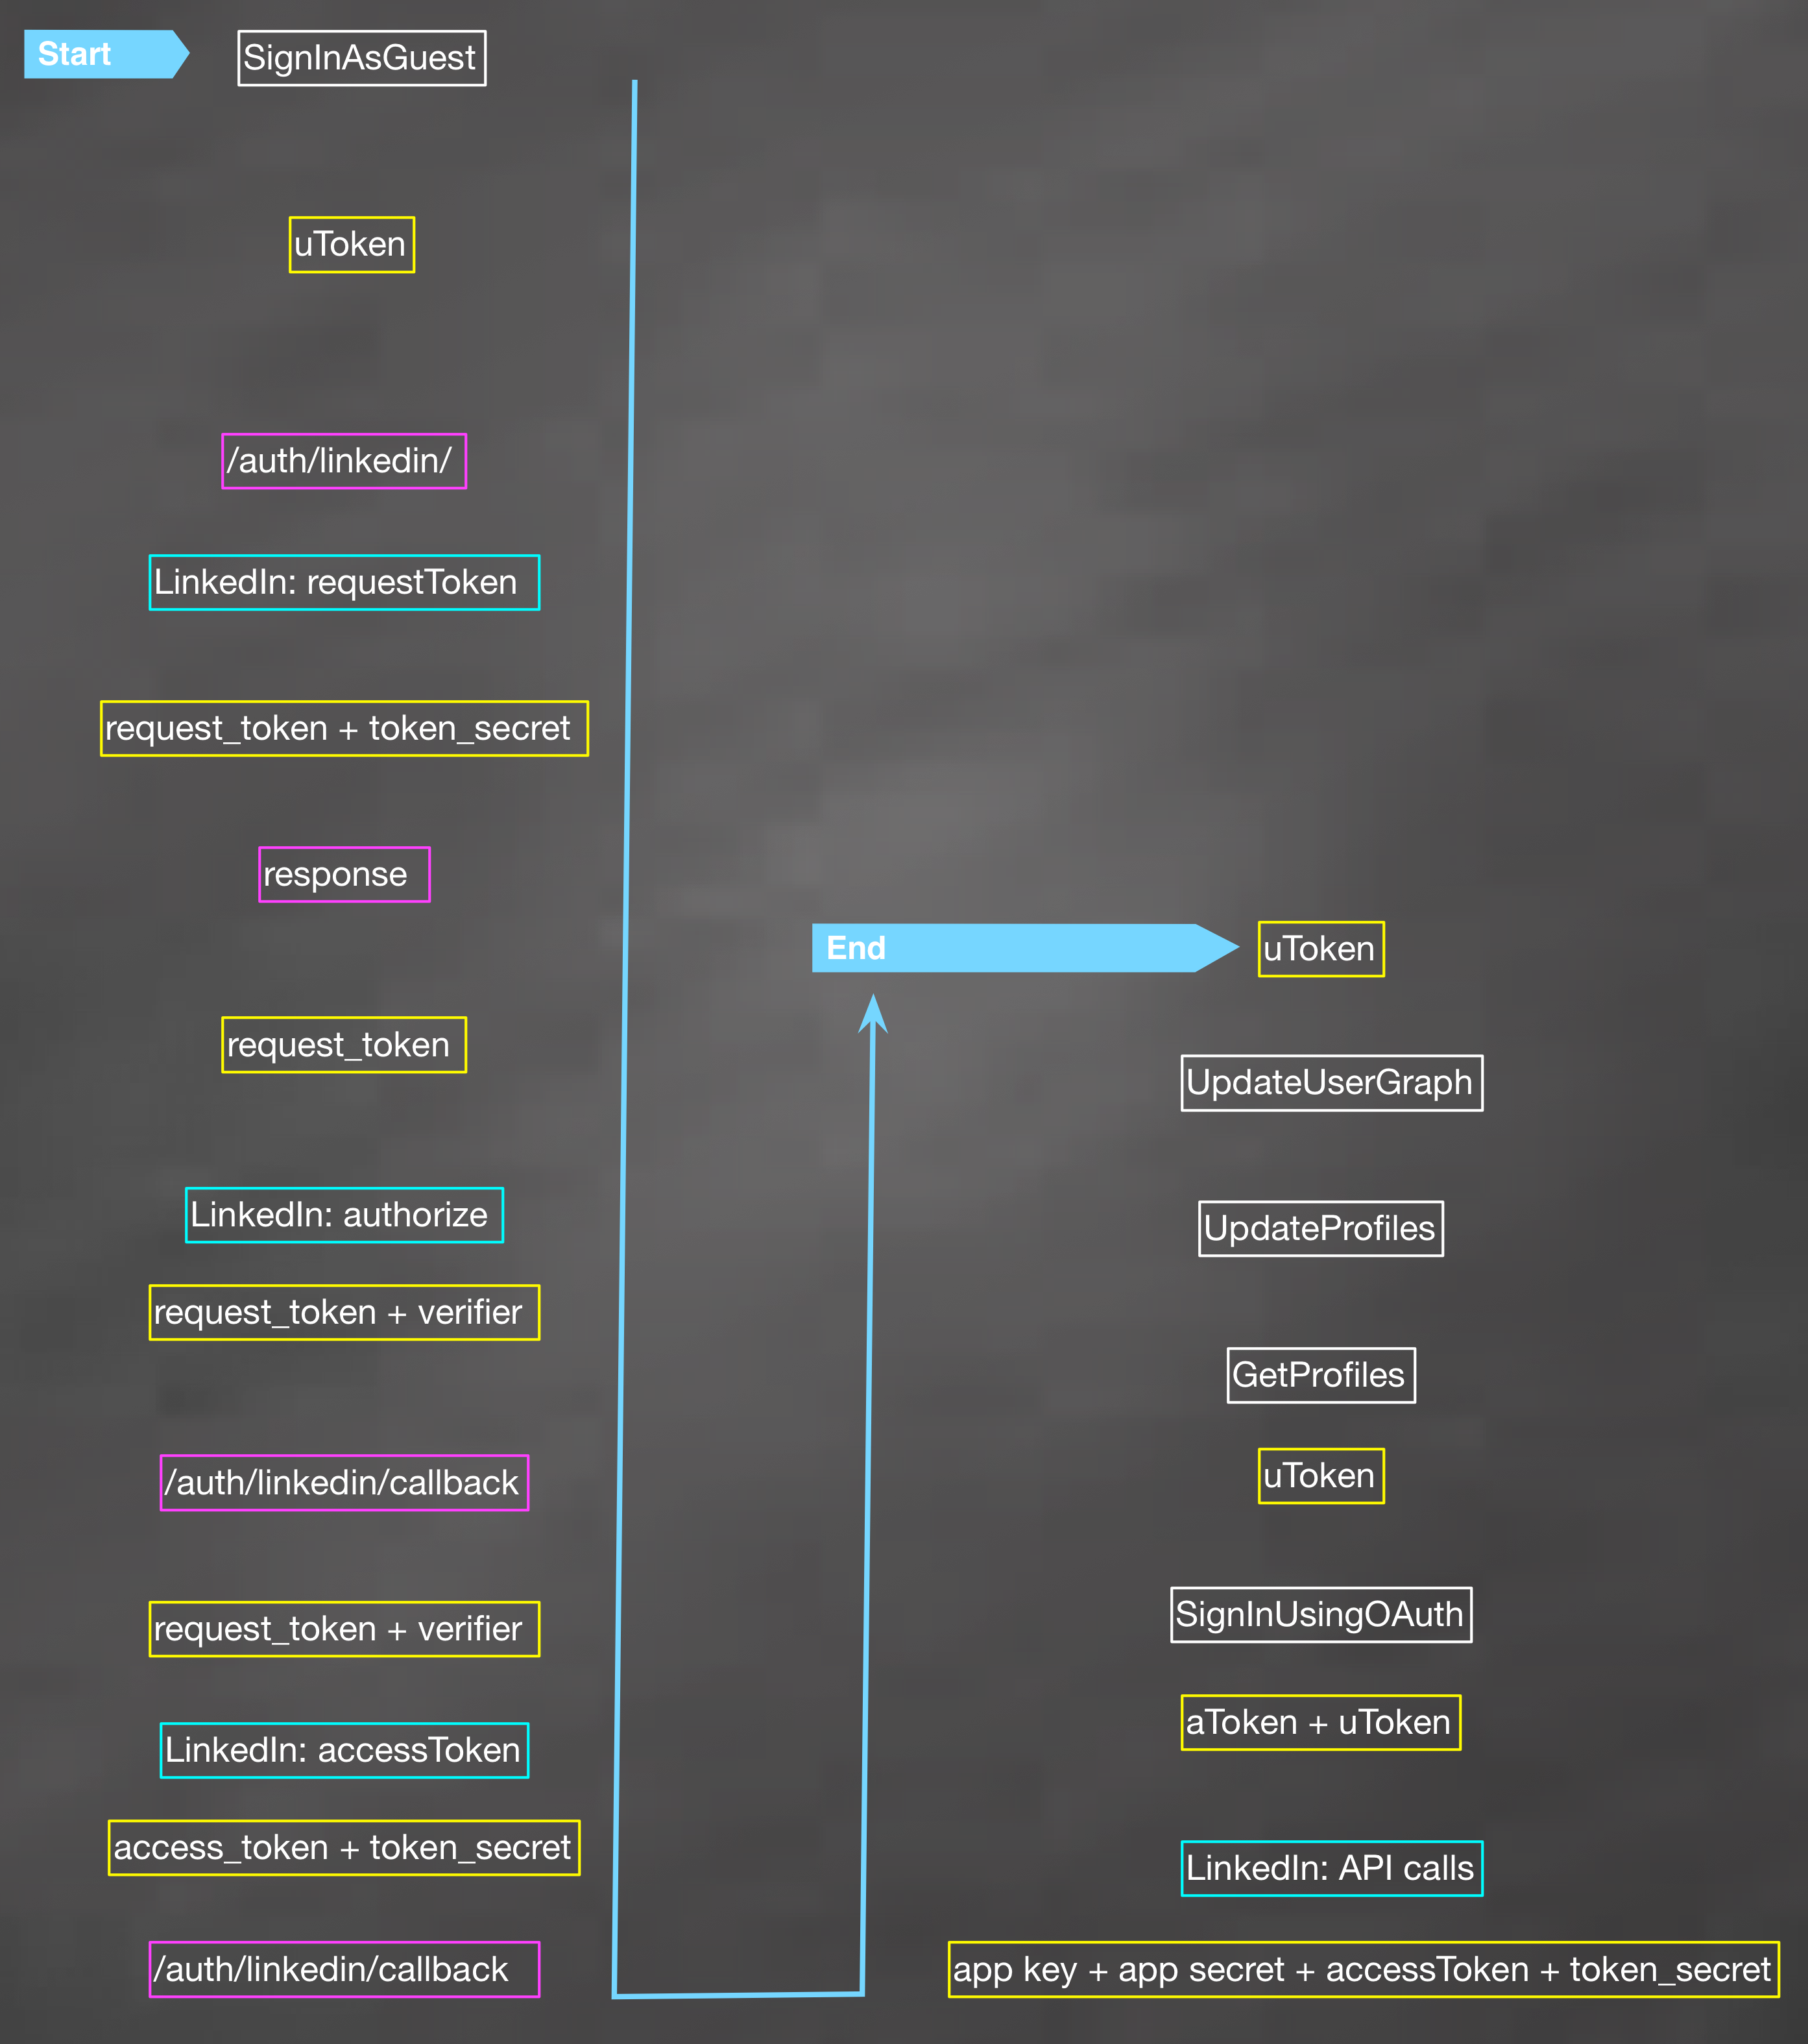 Start
SignInAsGuest
uToken
/auth/linkedin/
LinkedIn: requestToken
request_token + token_secret
response
request_token
LinkedIn: authorize
request_token + verifier
/auth/linkedin/callback
request_token + verifier
LinkedIn: accessToken
access_token + token_secret
/auth/linkedin/callback
End
uToken
UpdateUserGraph
UpdateProfiles
GetProfiles
uToken
SignInUsingOAuth
aToken + uToken
LinkedIn: API calls
app key + app secret + accessToken + token_secret